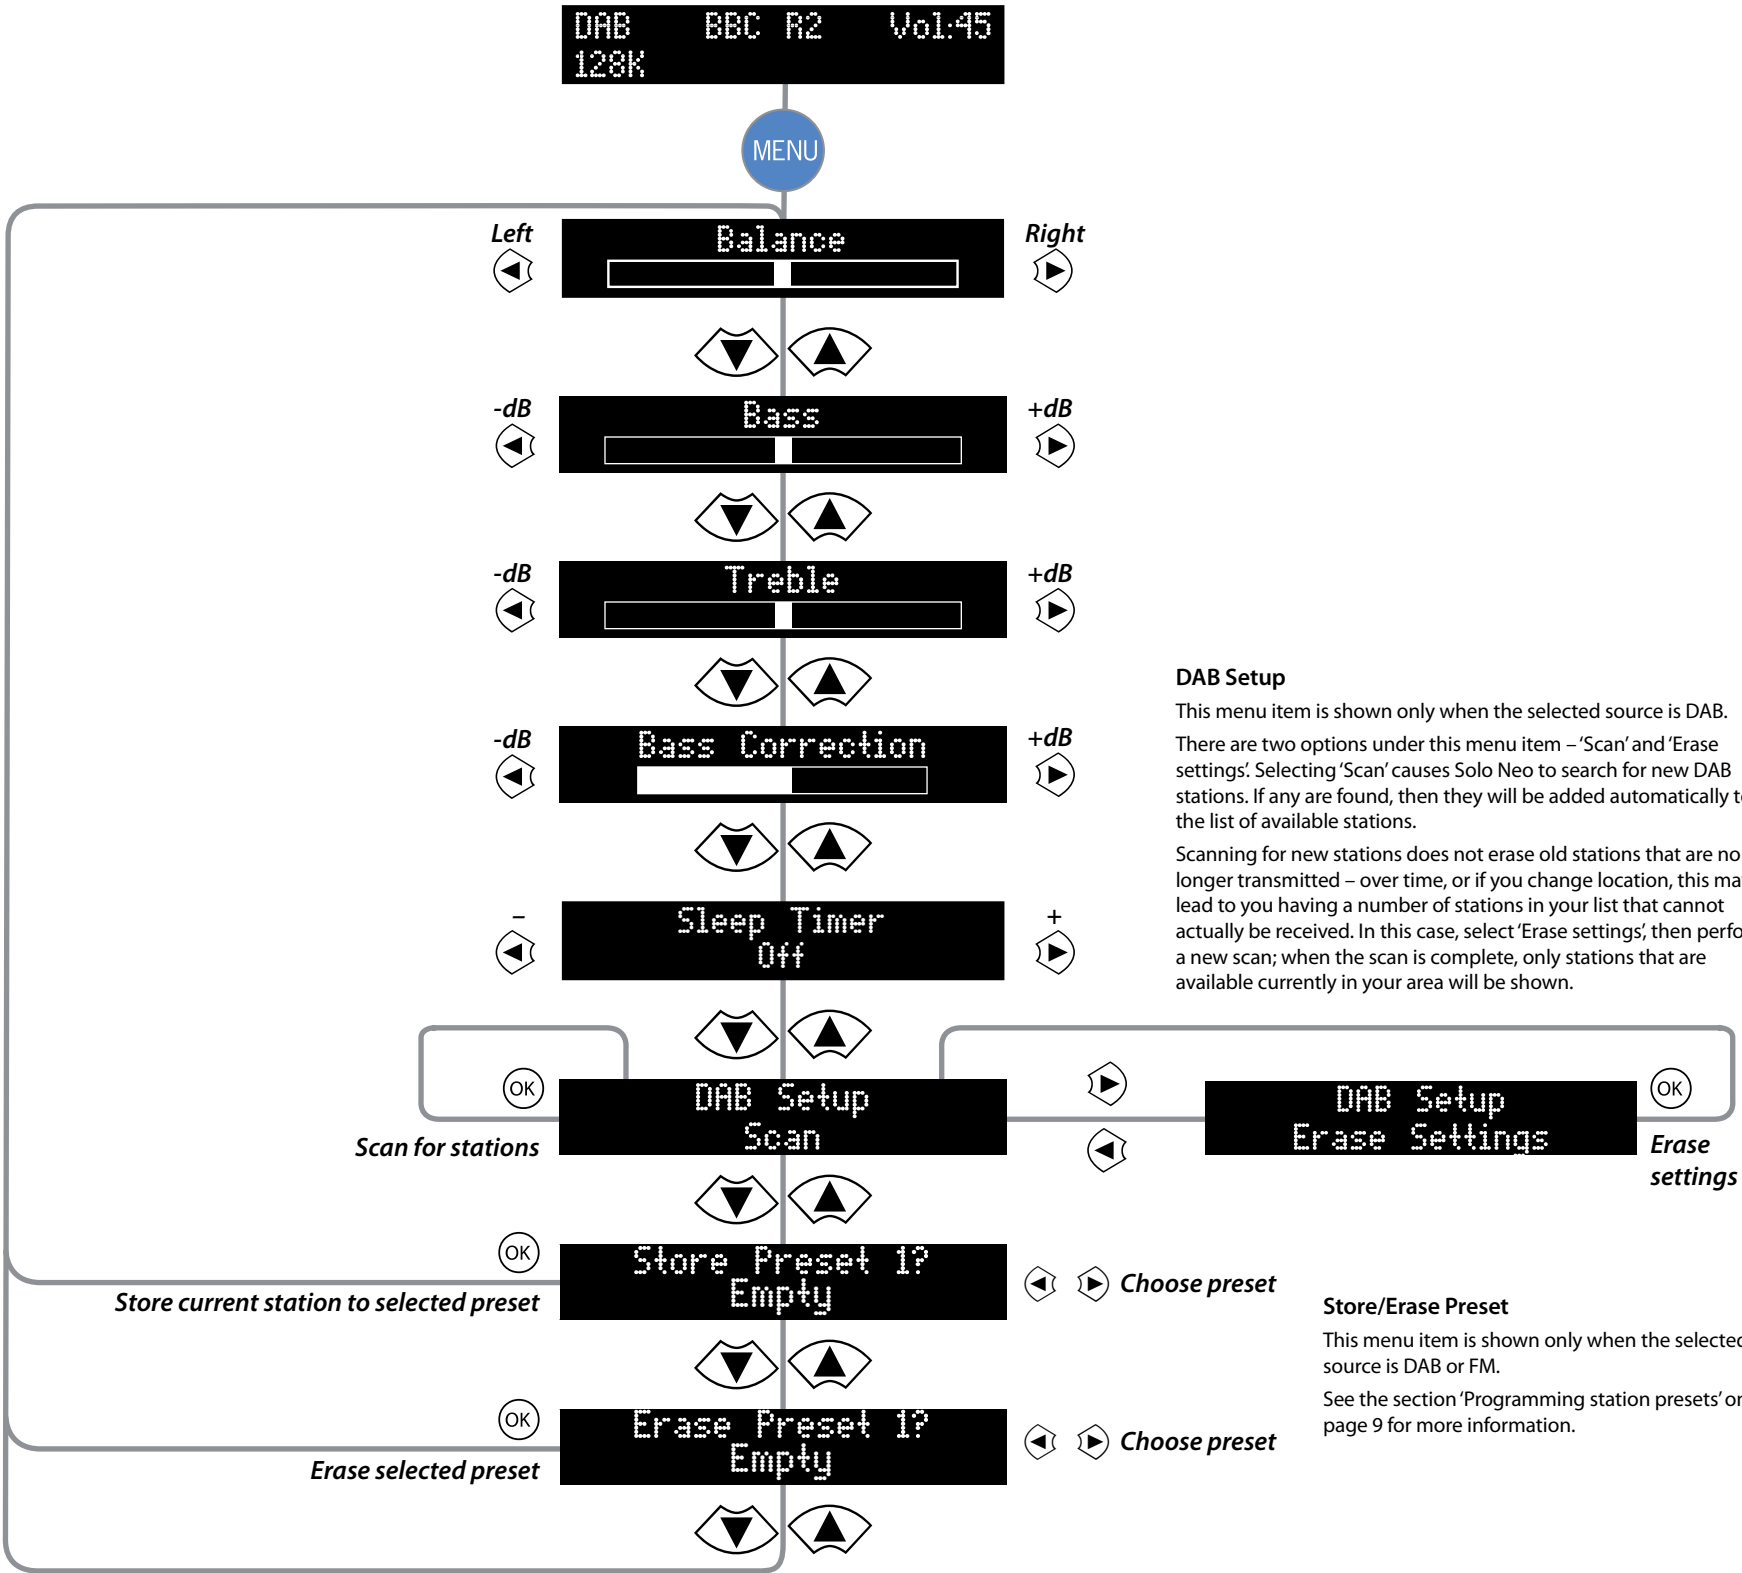 DAB BBC R2 Vol:45
128K
MENU
Left
Balance
Right
-dB
Bass
+dB
-dB
Treble
+dB
-dB
Bass Correction
+dB
–
Sleep Timer
Off
+
DAB Setup
This menu item is shown only when the selected source is DAB.
There are two options under this menu item – ‘Scan’ and ‘Erase
settings’. Selecting ‘Scan’ causes Solo Neo to search for new DAB
stations. If any are found, then they will be added automatically
the list of available stations.
Scanning for new stations does not erase old stations that are no
longer transmitted – over time, or if you change location, this
lead to you having a number of stations in your list that cannot
actually be received. In this case, select ‘Erase settings’, then
a new scan; when the scan is complete, only stations that are
available currently in your area will be shown.
OK
Scan for stations
DAB Setup
Scan
DAB Setup
Erase Settings
OK
Erase
settings
OK
Store current station to selected preset
Store Preset 1?
Empty
Choose preset
OK
Erase selected preset
Erase Preset 1?
Empty
Choose preset
Store/Erase Preset
This menu item is shown only when the selected
source is DAB or FM.
See the section ‘Programming station presets’
page 9 for more information.